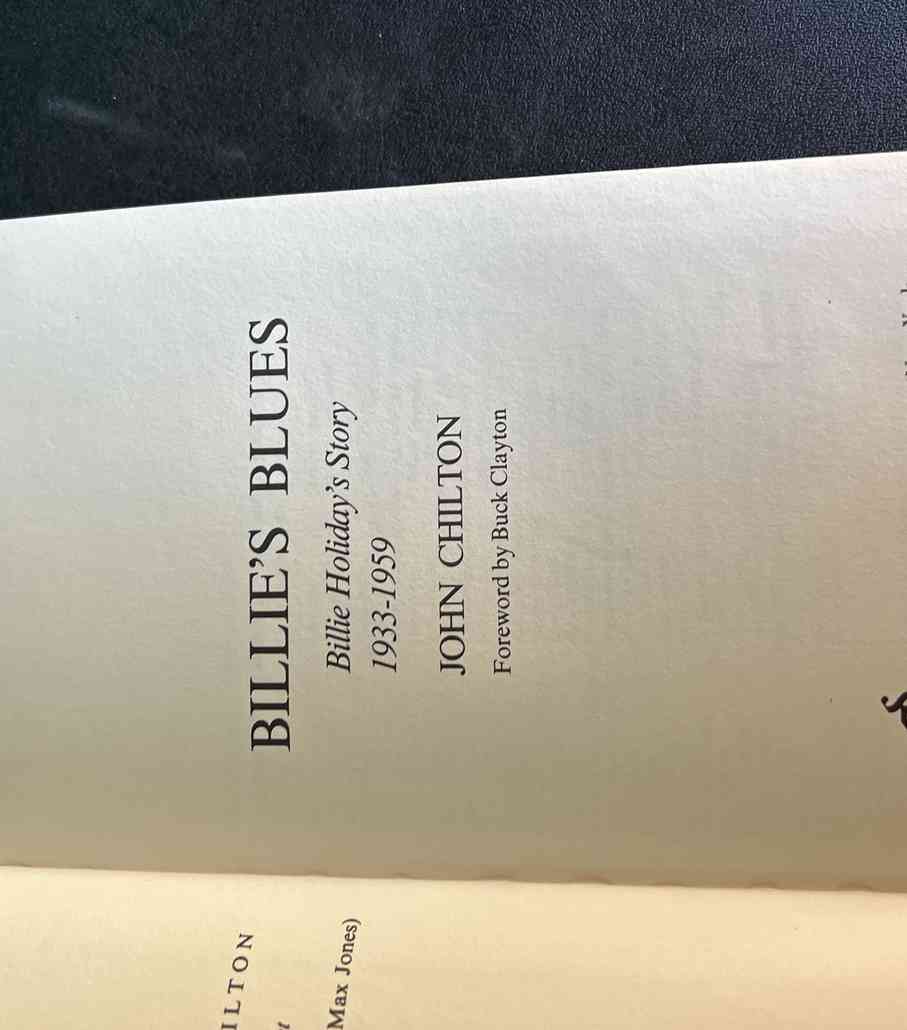 ILTON
Max Jones)
BILLIE'S BLUES
Billie Holiday's Story
1933-1959
JOHN CHILTON
Foreword by Buck Clayton